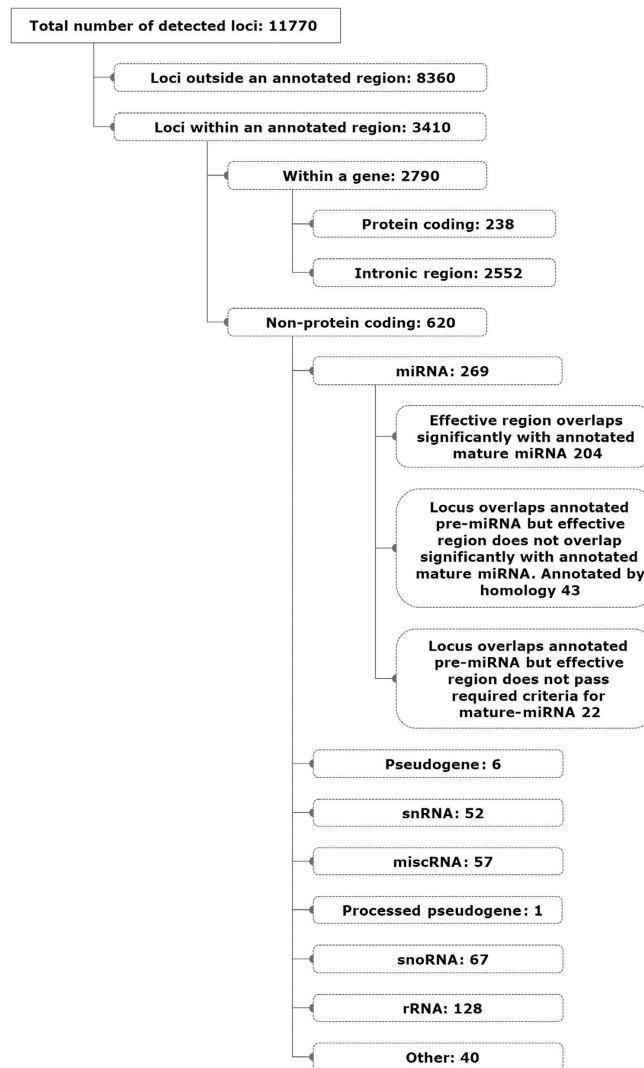 Total number of detected loci: 11770
Loci outside an annotated region: 8360
Loci within an annotated region: 3410
Within a gene: 2790
Protein coding: 238
Intronic region: 2552
Non-protein coding: 620
miRNA: 269
Effective region overlaps
significantly with annotated
mature miRNA 204
Locus overlaps annotated
pre-miRNA but effective
region does not overlap
significantly with annotated
mature miRNA. Annotated by
homology 43
Locus overlaps annotated
pre-miRNA but effective
region does not pass
required criteria for
mature-miRNA 22
Pseudogene: 6
snRNA: 52
miscRNA: 57
Processed pseudogene: 1
snoRNA: 67
rRNA: 128
Other: 40